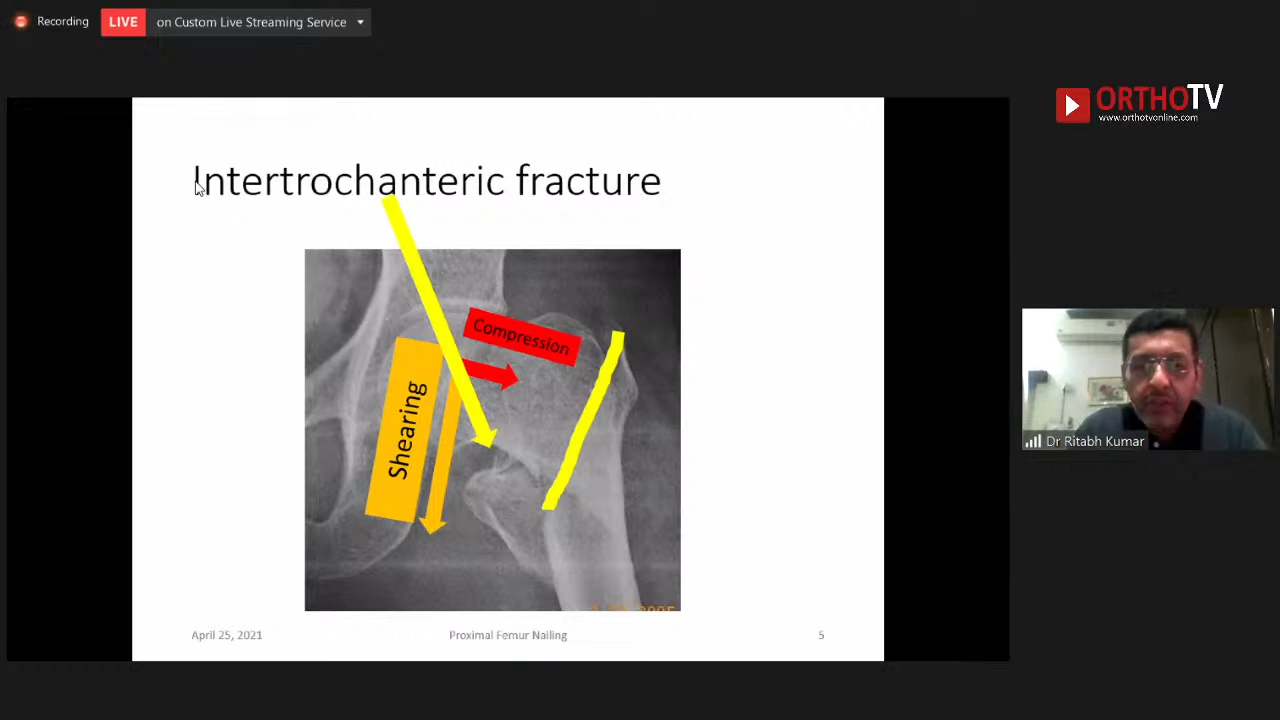 Recording
LIVE
on Custom Live Streaming Service
ORTHOTV
www.orthotvonline.com
Intertrochanteric fracture
Compression
Shearing
Dr Ritabh Kumar
April 25, 2021
Proximal Femur Nailing
5